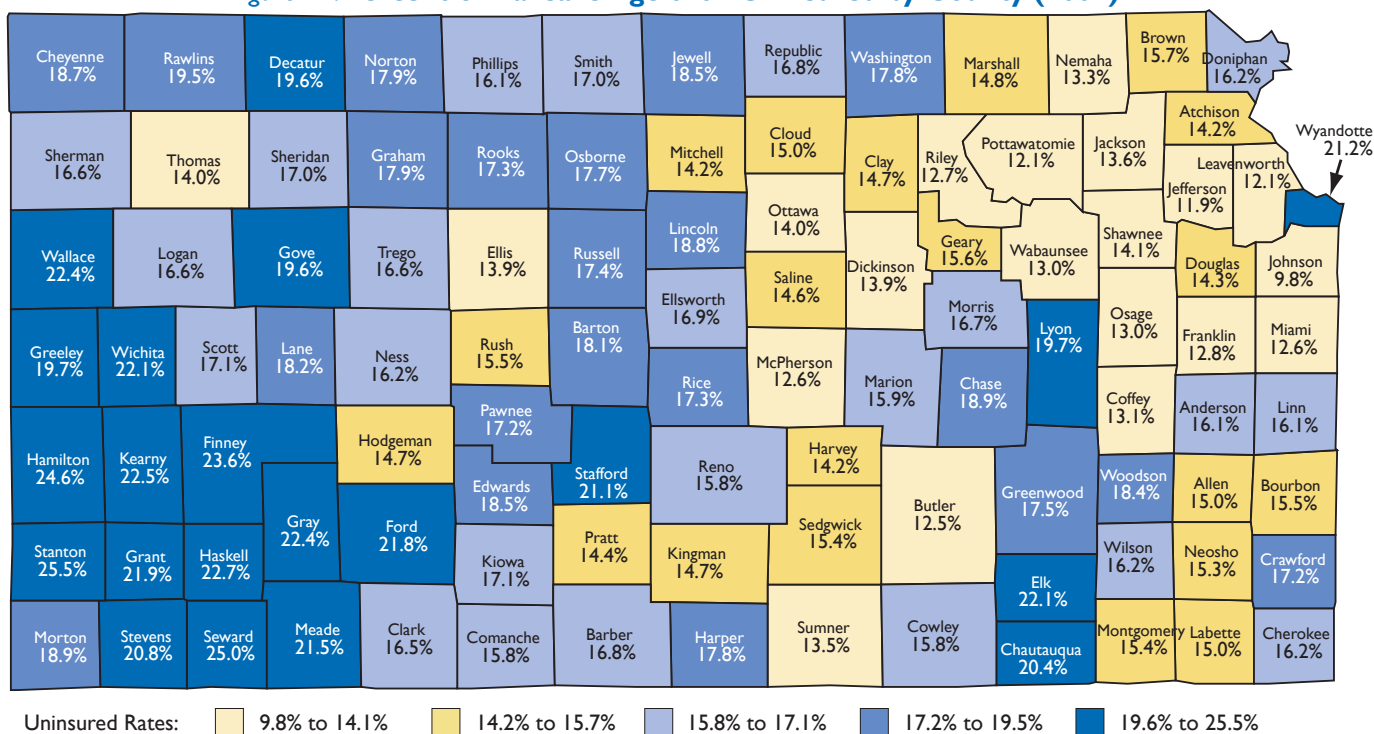 Cheyenne
18.7%
Rawlins
19.5%
Decatur
19.6%
Norton
17.9%
Phillips
16.1%
Smith
17.0%
Jewell
18.5%
Republic
16.8%
Washington
17.8%
Marshall
14.8%
Nemaha
13.3%
Brown
15.7%
Doniphan
16.2%
Atchison
14.2%
Wyandotte
21.2%
Sherman
16.6%
Thomas
14.0%
Sheridan
17.0%
Graham
17.9%
Rooks
17.3%
Osborne
17.7%
Mitchell
14.2%
Cloud
15.0%
Clay
14.7%
Riley
12.7%
Pottawatomie
12.1%
Jackson
13.6%
Jefferson
11.9%
Leavenworth
12.1%
Wallace
22.4%
Logan
16.6%
Gove
19.6%
Trego
16.6%
Ellis
13.9%
Russell
17.4%
Lincoln
18.8%
Ottawa
14.0%
Saline
14.6%
Dickinson
13.9%
Geary
15.6%
Wabaunsee
13.0%
Shawnee
14.1%
Douglas
14.3%
Johnson
9.8%
Ellsworth
16.9%
Morris
16.7%
Greeley
19.7%
Wichita
22.1%
Scott
17.1%
Lane
18.2%
Ness
16.2%
Rush
15.5%
Barton
18.1%
Rice
17.3%
McPherson
12.6%
Marion
15.9%
Chase
18.9%
Lyon
19.7%
Osage
13.0%
Franklin
12.8%
Miami
12.6%
Coffey
13.1%
Anderson
16.1%
Linn
16.1%
Hamilton
24.6%
Kearny
22.5%
Finney
23.6%
Hodgeman
14.7%
Pawnee
17.2%
Stafford
21.1%
Edwards
18.5%
Reno
15.8%
Harvey
14.2%
Butler
12.5%
Greenwood
17.5%
Woodson
18.4%
Allen
15.0%
Bourbon
15.5%
Gray
22.4%
Ford
21.8%
Pratt
14.4%
Kingman
14.7%
Sedgwick
15.4%
Stanton
25.5%
Grant
21.9%
Haskell
22.7%
Kiowa
17.1%
Elk
22.1%
Wilson
16.2%
Neosho
15.3%
Crawford
17.2%
Morton
18.9%
Stevens
20.8%
Seward
25.0%
Meade
21.5%
Clark
16.5%
Comanche
15.8%
Barber
16.8%
Harper
17.8%
Sumner
13.5%
Cowley
15.8%
Chautauqua
20.4%
Montgomery
15.4%
Labette
15.0%
Cherokee
16.2%
Uninsured Rates: 9.8% to 14.1% 14.2% to 15.7% 15.8% to 17.1% 17.2% to 19.5% 19.6% to 25.5%